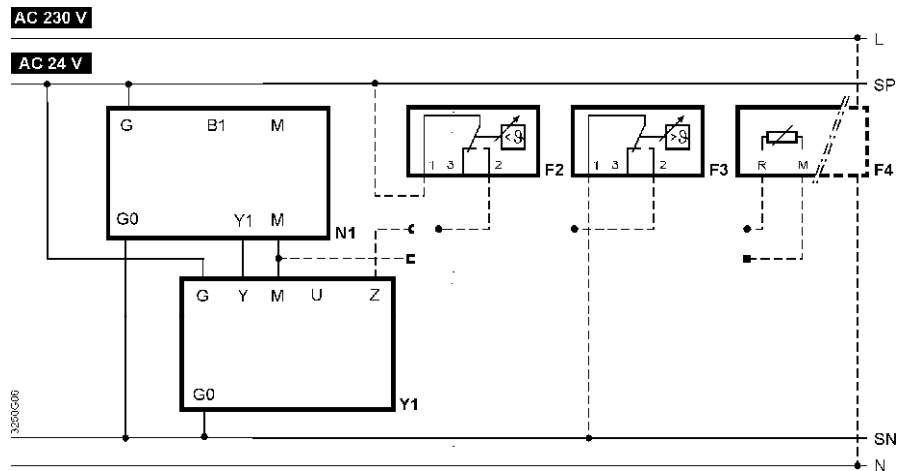 AC 230 V
L
AC 24 V
SP
G B1 M
< ϑ
> ϑ
1 3 2 F2
1 3 2 F3
R M F4
G0 Y1 M N1
G Y M U Z
G0 Y1
3250G06
SN
N